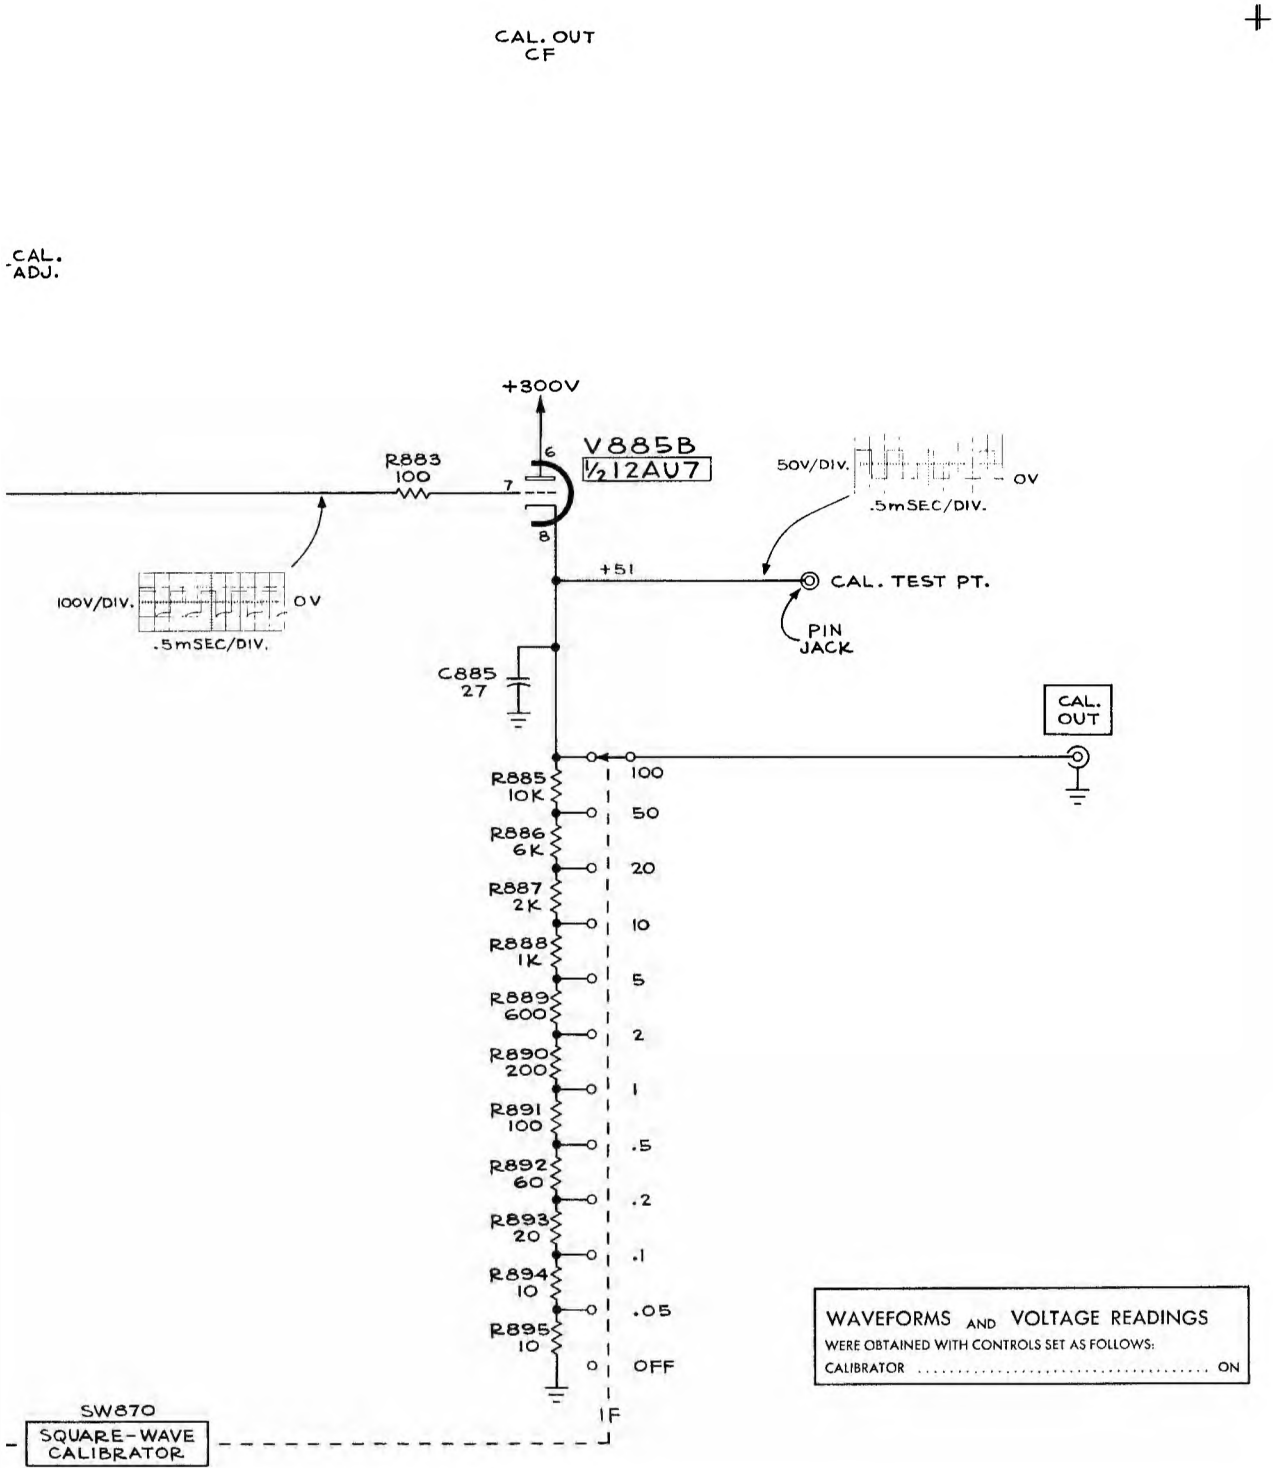 CAL. OUT
CF
CAL.
ADJ.
+300V
6
V885B
½12AU7
R883
100
7
8
50V/DIV.
0V
.5mSEC/DIV.
+51
CAL. TEST PT.
PIN
JACK
100V/DIV.
0V
.5mSEC/DIV.
C885
27
CAL.
OUT
100
R885
10K
50
R886
6K
20
R887
2K
10
R888
1K
5
R889
600
2
R890
200
1
R891
100
.5
R892
60
.2
R893
20
.1
R894
10
.05
R895
10
OFF
1F
WAVEFORMS AND VOLTAGE READINGS
WERE OBTAINED WITH CONTROLS SET AS FOLLOWS:
CALIBRATOR ........................................ ON
SW870
SQUARE-WAVE
CALIBRATOR